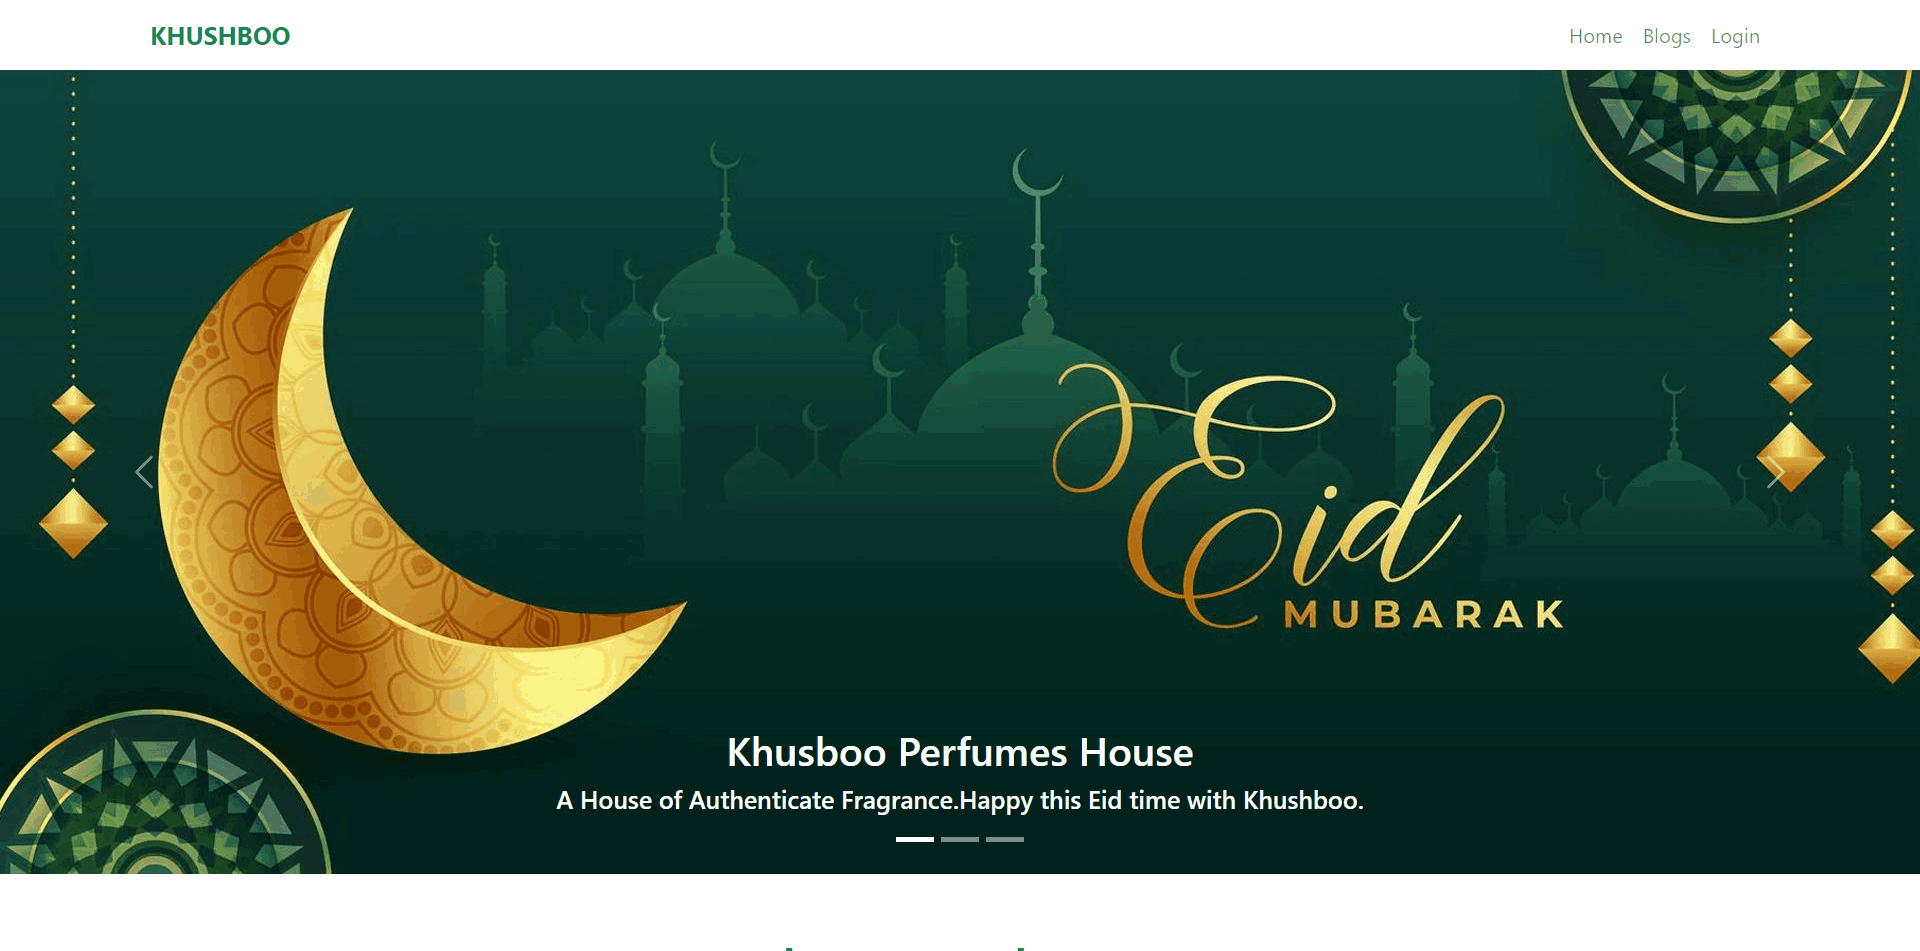 KHUSHBOO
Home Blogs Login
Eid
MUBARAK
Khusboo Perfumes House
A House of Authenticate Fragrance.Happy this Eid time with Khushboo.